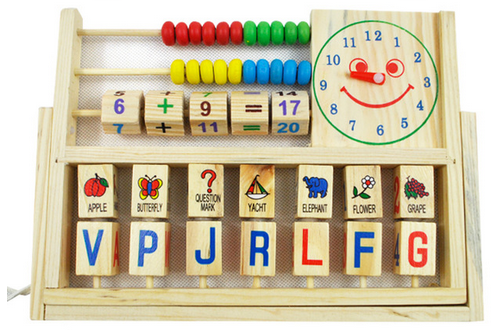 11 12 1
10 2
9 3
8 4
7 6 5
6 + 9 = 17
7 + 11 = 20
APPLE BUTTERFLY QUESTION MARK YACHT ELEPHANT FLOWER GRAPE
V P J R L F G